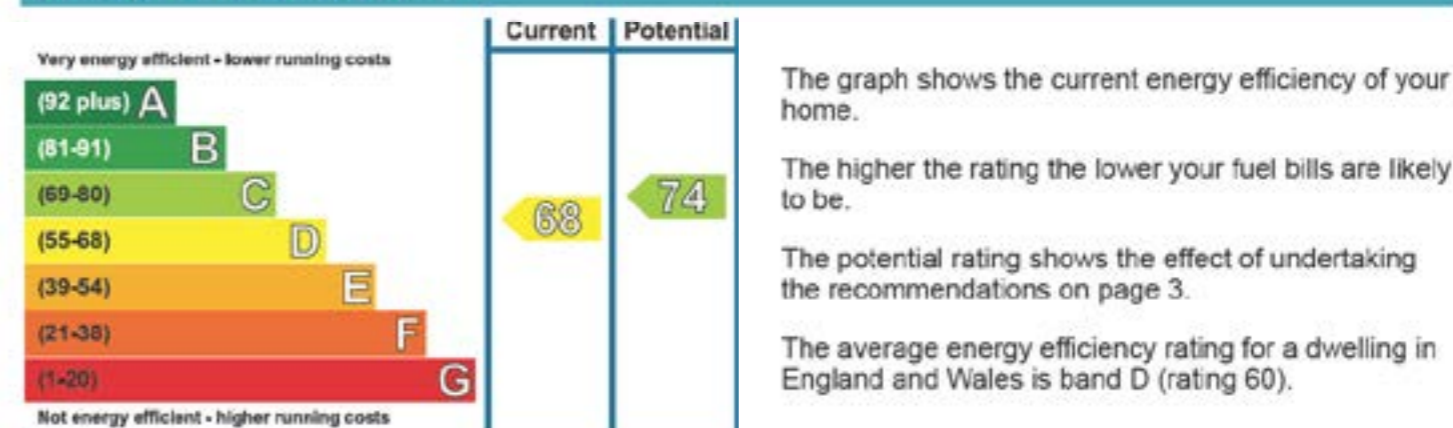 Current Potential
Very energy efficient - lower running costs
(92 plus) A
(81-91) B
(69-80) C
(55-68) D
(39-54) E
(21-38) F
(1-20) G
Not energy efficient - higher running costs
68
74
The graph shows the current energy efficiency of your
home.
The higher the rating the lower your fuel bills are likely
to be.
The potential rating shows the effect of undertaking
the recommendations on page 3.
The average energy efficiency rating for a dwelling in
England and Wales is band D (rating 60).